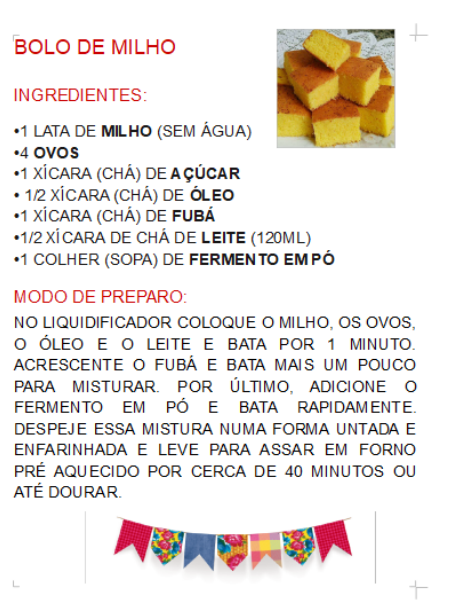 BOLO DE MILHO
INGREDIENTES:
•1 LATA DE MILHO (SEM ÁGUA)
•4 OVOS
•1 XÍCARA (CHÁ) DE AÇÚCAR
• 1/2 XÍCARA (CHÁ) DE ÓLEO
•1 XÍCARA (CHÁ) DE FUBÁ
•1/2 XÍCARA DE CHÁ DE LEITE (120ML)
•1 COLHER (SOPA) DE FERMENTO EM PÓ
MODO DE PREPARO:
NO LIQUIDIFICADOR COLOQUE O MILHO, OS OVOS,
O ÓLEO E O LEITE E BATA POR 1 MINUTO.
ACRESCENTE O FUBÁ E BATA MAIS UM POUCO
PARA MISTURAR. POR ÚLTIMO, ADICIONE O
FERMENTO EM PÓ E BATA RAPIDAMENTE.
DESPEJE ESSA MISTURA NUMA FORMA UNTADA E
ENFARINHADA E LEVE PARA ASSAR EM FORNO
PRÉ AQUECIDO POR CERCA DE 40 MINUTOS OU
ATÉ DOURAR.